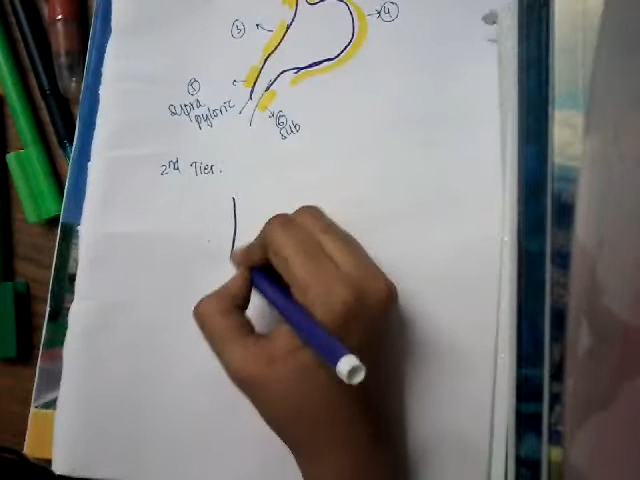 ④
③
⑤
supra
pyloric
⑥
sub
2nd Tier.